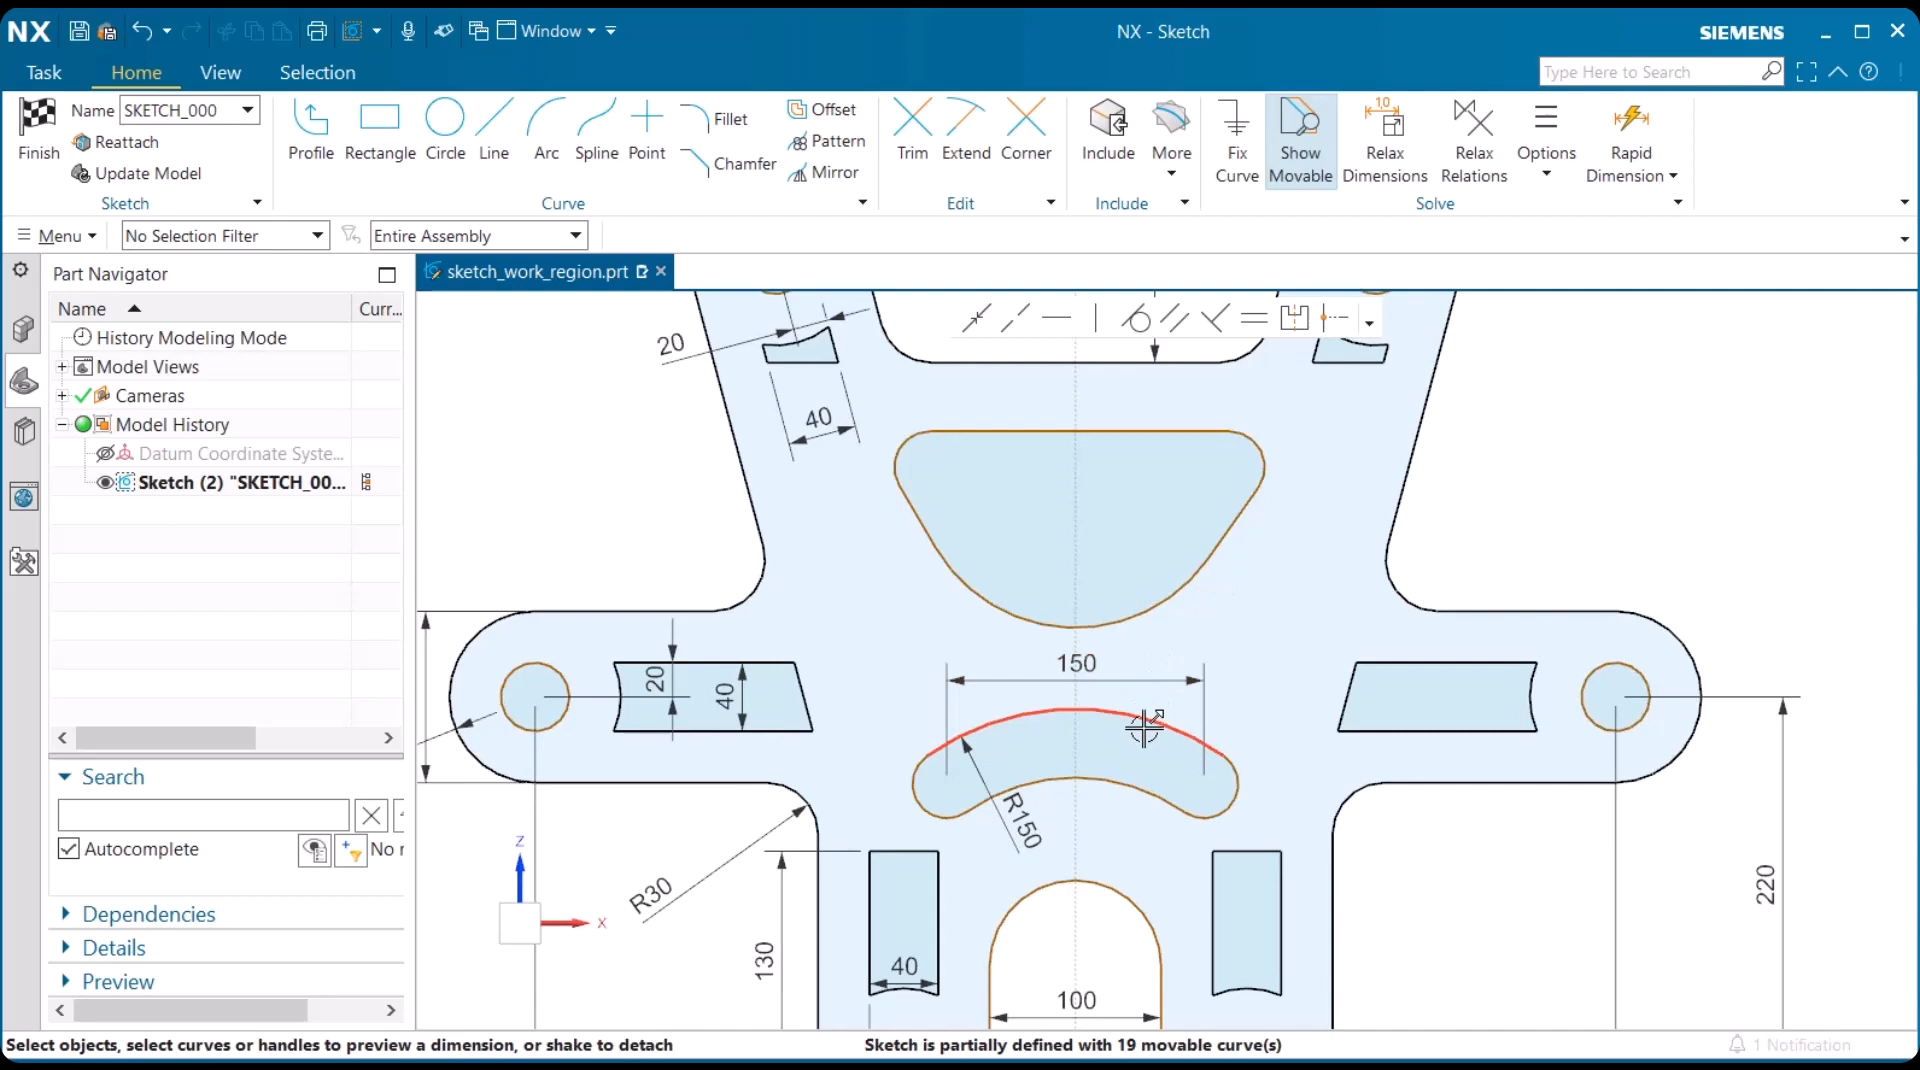 NX
Window
NX - Sketch
SIEMENS
Task
Home
View
Selection
Type Here to Search
Name SKETCH_000
Reattach
Update Model
Finish
Profile
Rectangle
Circle
Line
Arc
Spline
Point
Fillet
Chamfer
Offset
Pattern
Mirror
Trim
Extend
Corner
Include
More
Fix Curve
Show Movable
1,0
Relax Dimensions
Relax Relations
Options
Rapid Dimension
Sketch
Curve
Edit
Include
Solve
Menu
No Selection Filter
Entire Assembly
Part Navigator
sketch_work_region.prt
Name
Curr...
History Modeling Mode
Model Views
Cameras
Model History
Datum Coordinate Syste...
Sketch (2) "SKETCH_00...
Search
Autocomplete
No
Dependencies
Details
Preview
20
40
20
40
150
R150
R30
130
40
100
220
Z
X
Select objects, select curves or handles to preview a dimension, or shake to detach
Sketch is partially defined with 19 movable curve(s)
1 Notification